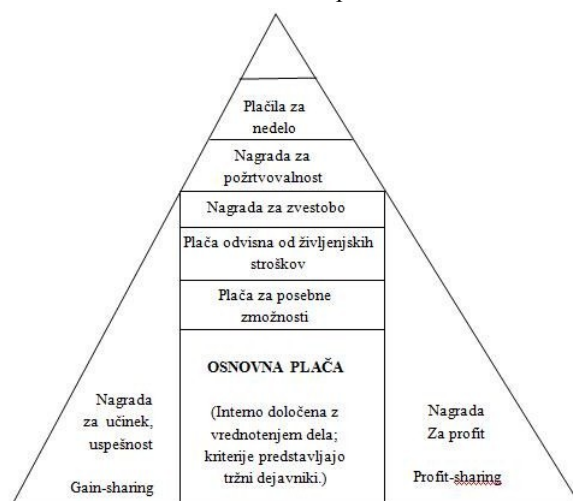 Plačila za
nedelo
Nagrada za
požrtvovalnost
Nagrada za zvestobo
Plača odvisna od življenjskih
stroškov
Plača za posebne
zmožnosti
OSNOVNA PLAČA
(Interno določena z
vrednotenjem dela;
kriterije predstavljajo
tržni dejavniki.)
Nagrada
za učinek,
uspešnost
Gain-sharing
Nagrada
Za profit
Profit-sharing